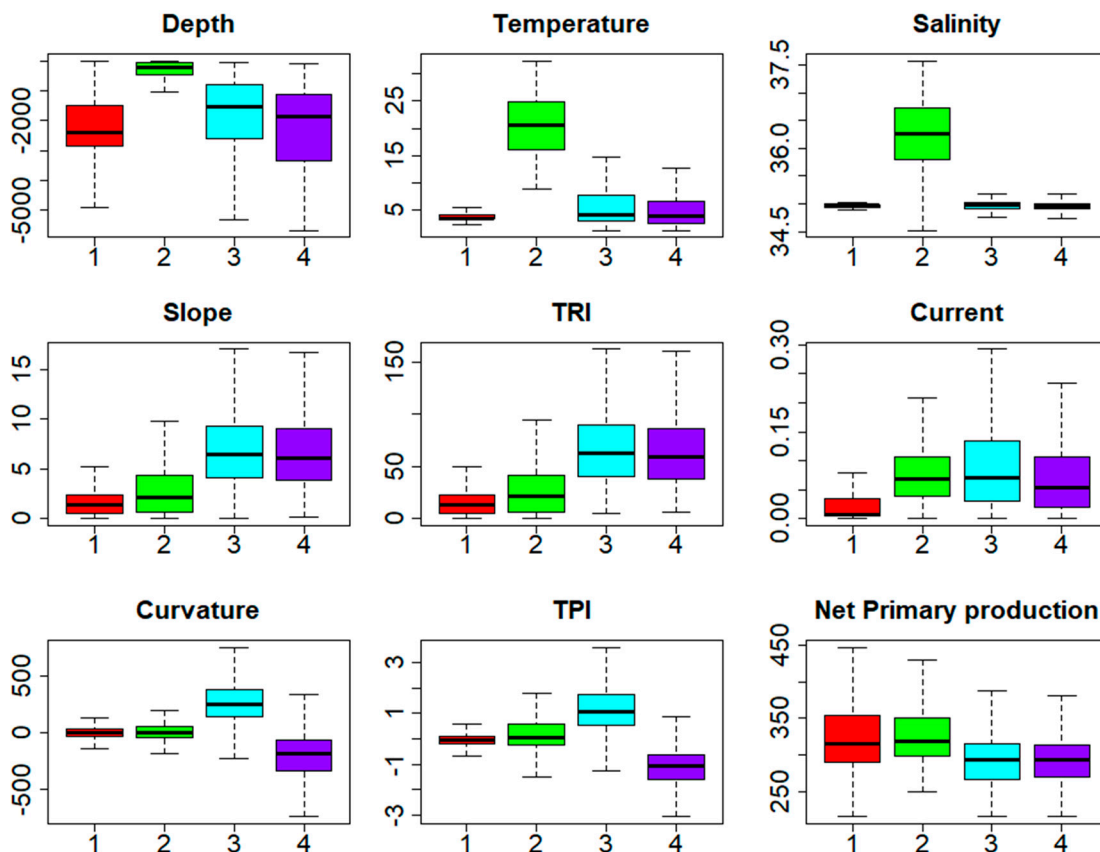 Depth Temperature Salinity
-2000
-5000
1 2 3 4
25
15
5
1 2 3 4
37.5
36.0
34.5
1 2 3 4
Slope TRI Current
15
10
5
0
1 2 3 4
150
50
0
1 2 3 4
0.30
0.15
0.00
1 2 3 4
Curvature TPI Net Primary production
500
0
-500
1 2 3 4
3
1
-1
-3
1 2 3 4
450
350
250
1 2 3 4